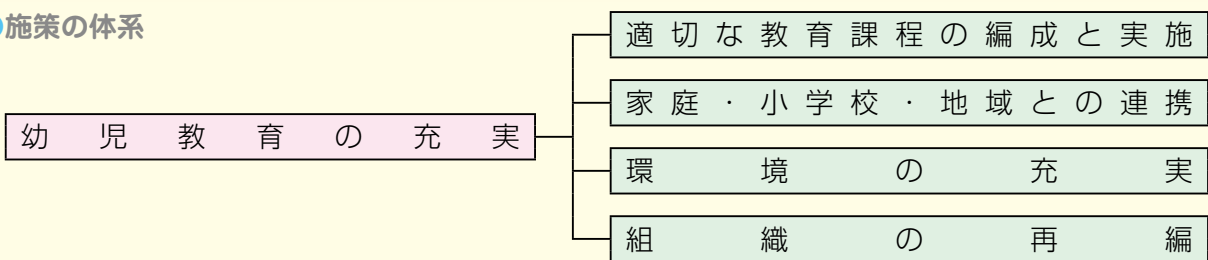 施策の体系
幼児教育の充実
適切な教育課程の編成と実施
家庭・小学校・地域との連携
環境の充実
組織の再編